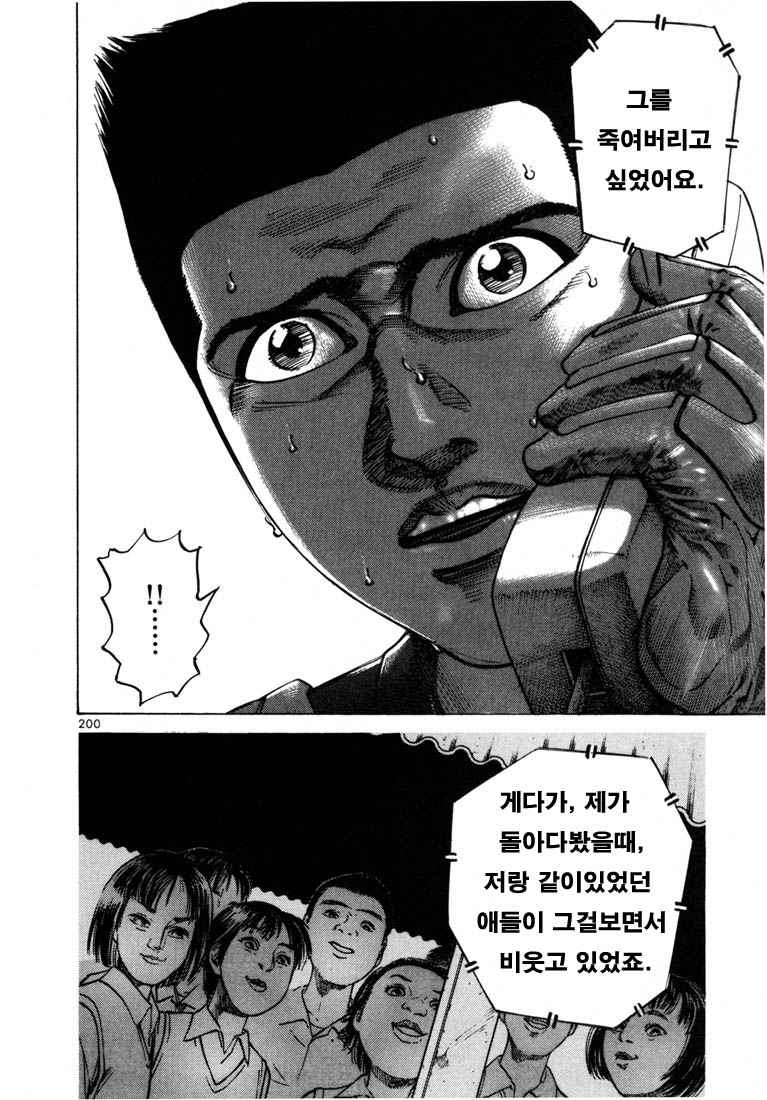 그를
죽여버리고
싶었어요.
!!……
200
게다가, 제가
돌아다봤을때,
저랑 같이있었던
애들이 그걸보면서
비웃고 있었죠.